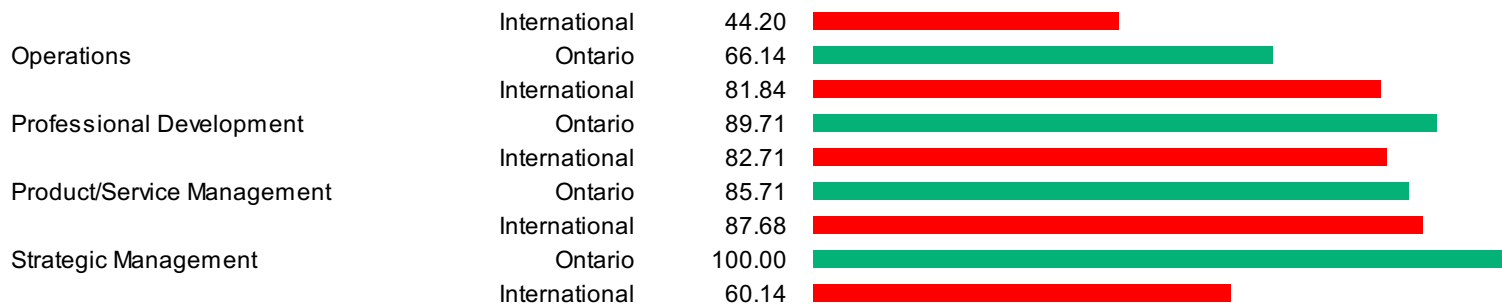 International 44.20
Operations Ontario 66.14
International 81.84
Professional Development Ontario 89.71
International 82.71
Product/Service Management Ontario 85.71
International 87.68
Strategic Management Ontario 100.00
International 60.14